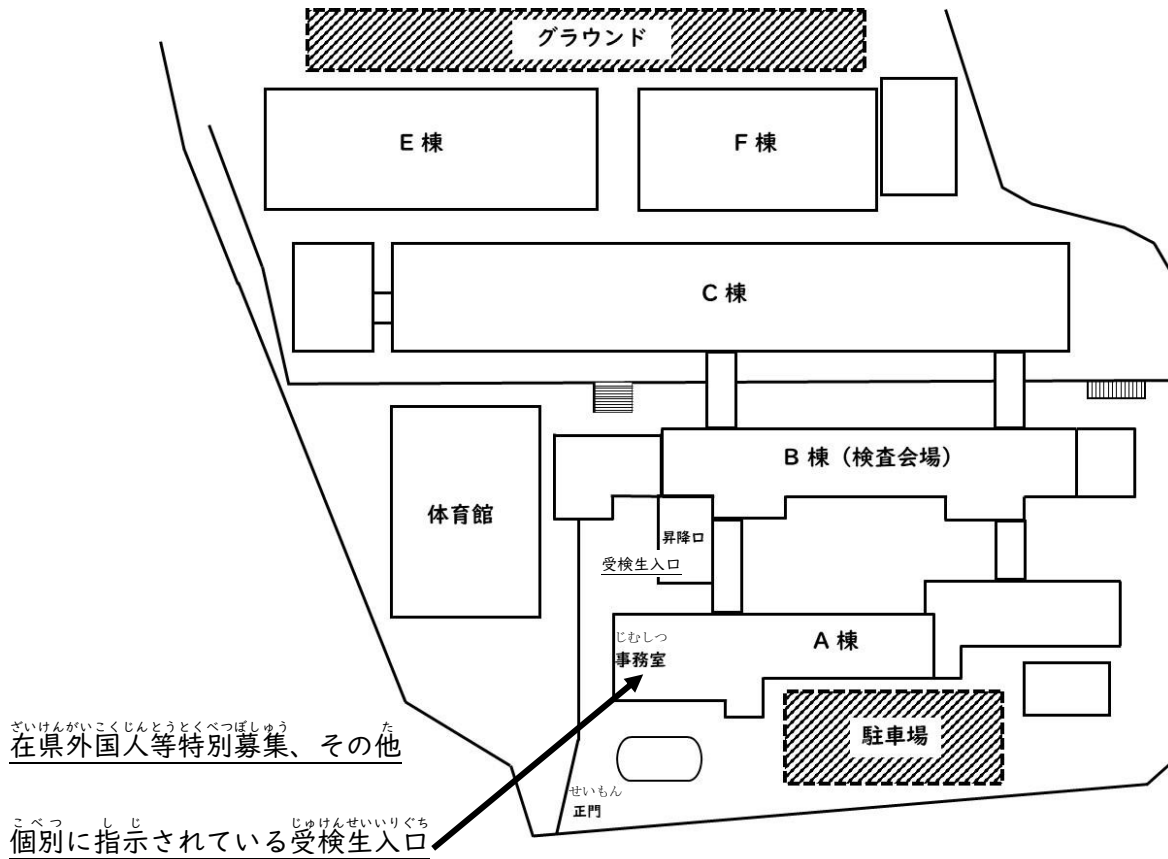 グラウンド
E 棟
F 棟
C 棟
B 棟（検査会場）
体育館
昇降口
受検生入口
じむしつ
事務室
A 棟
駐車場
ざいけんがいこくじんとうとくべつぼしゅう　た
在県外国人等特別募集、その他
せいもん
正門
こべつ　しじ　じゅけんせいいりぐち
個別に指示されている受検生入口